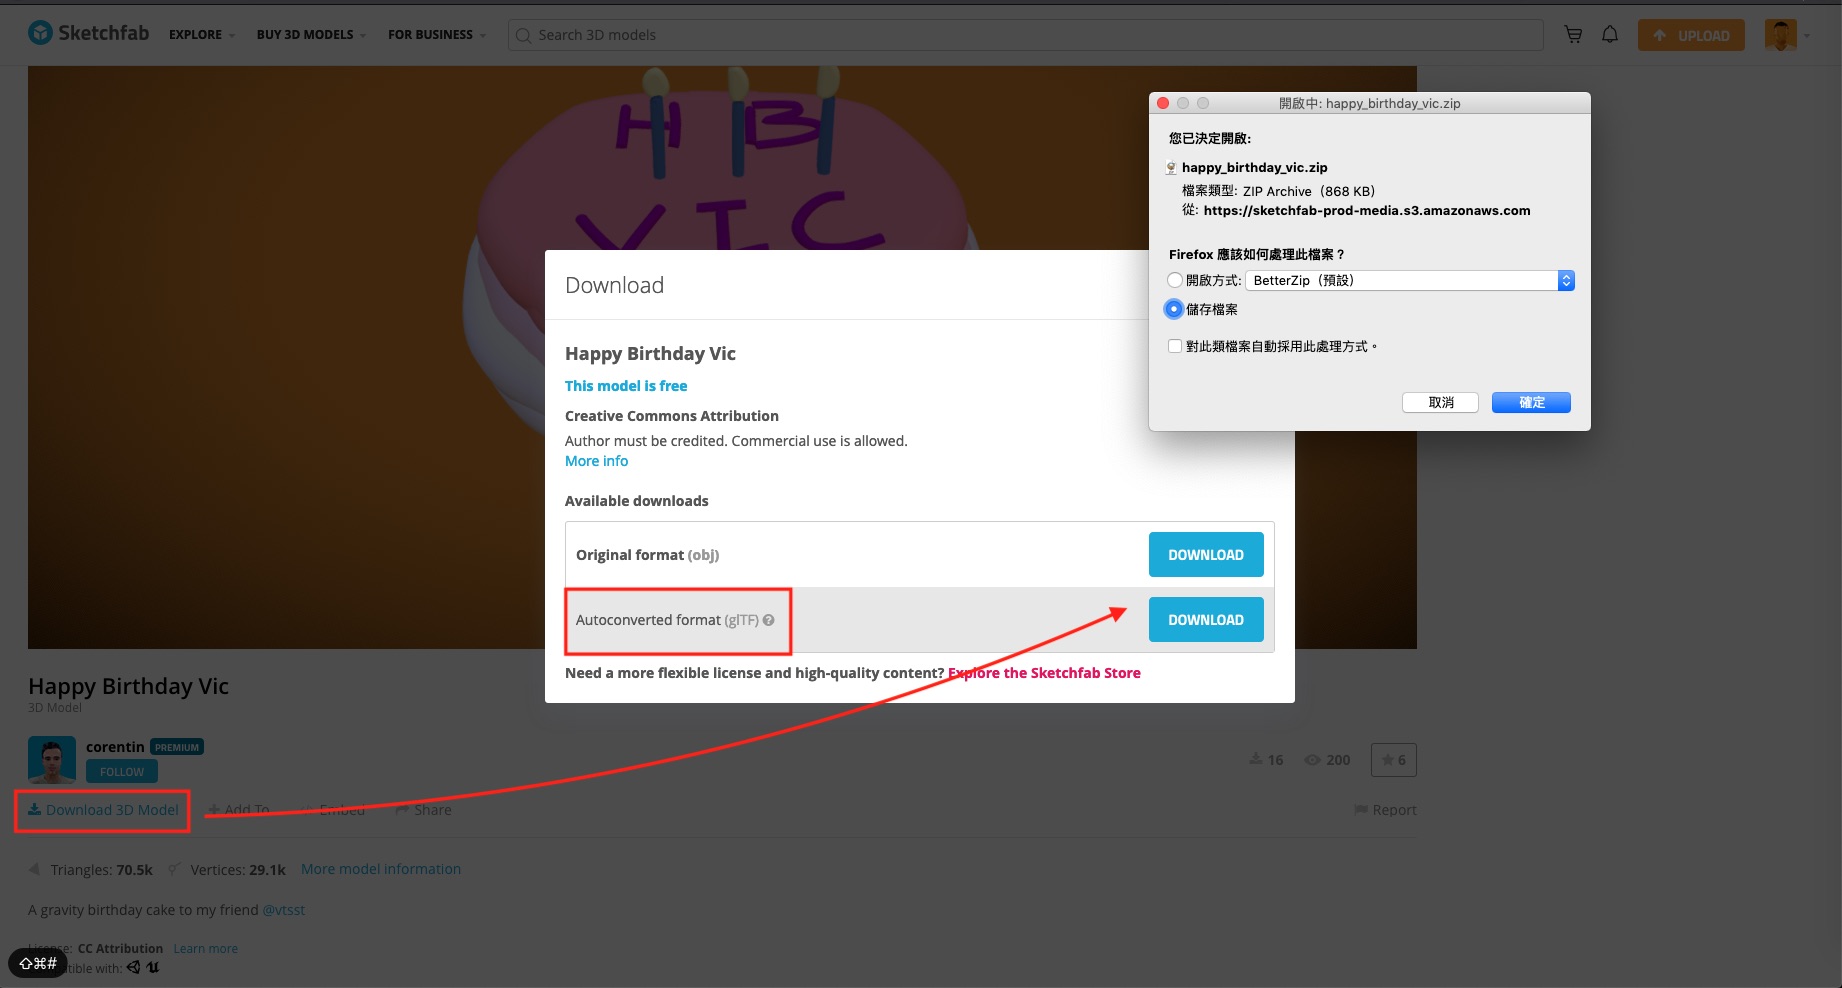 Sketchfab EXPLORE BUY 3D MODELS FOR BUSINESS Search 3D models UPLOAD
H B
VIC
開啟中: happy_birthday_vic.zip
您已決定開啟:
happy_birthday_vic.zip
檔案類型: ZIP Archive（868 KB）
從: https://sketchfab-prod-media.s3.amazonaws.com
Firefox 應該如何處理此檔案？
開啟方式: BetterZip（預設）
儲存檔案
對此類檔案自動採用此處理方式。
取消 確定
Download
Happy Birthday Vic
This model is free
Creative Commons Attribution
Author must be credited. Commercial use is allowed.
More info
Available downloads
Original format (obj) DOWNLOAD
Autoconverted format (glTF) ? DOWNLOAD
Need a more flexible license and high-quality content? Explore the Sketchfab Store
Happy Birthday Vic
3D Model
corentin PREMIUM
FOLLOW
16 200 6
Download 3D Model Add To Embed Share Report
Triangles: 70.5k Vertices: 29.1k More model information
A gravity birthday cake to my friend @vtsst
License: CC Attribution Learn more
⇧⌘# tible with: